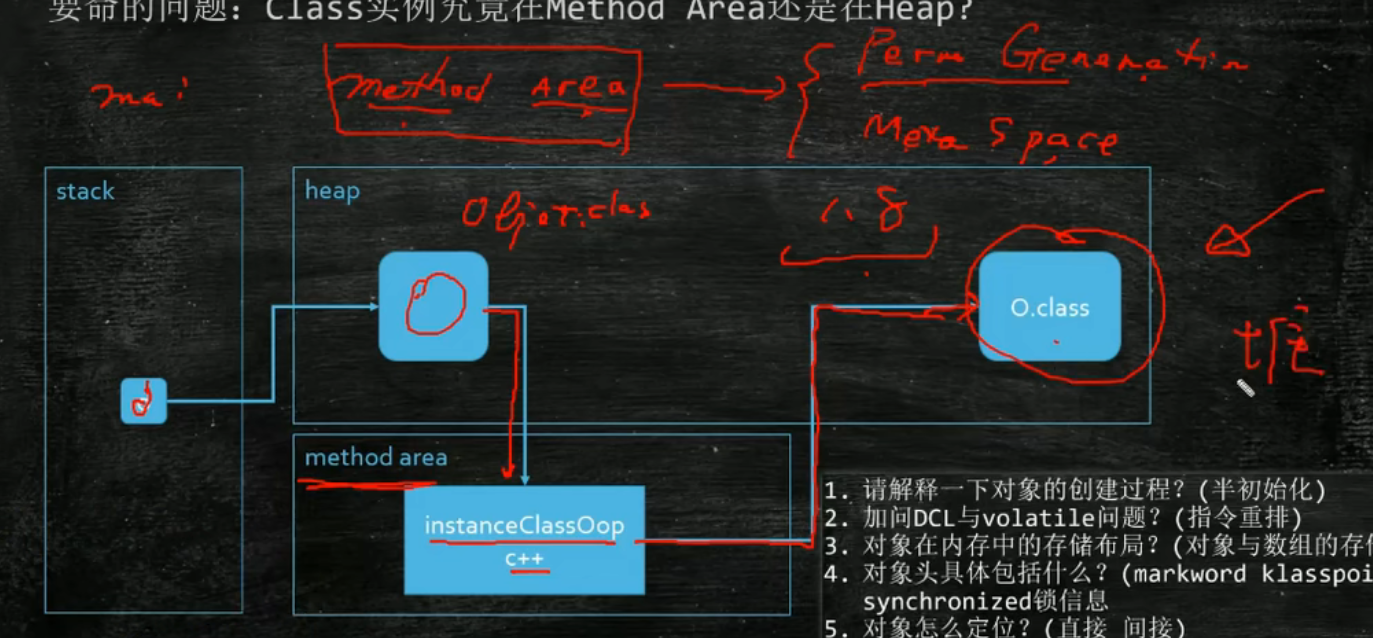 要命的问题：Class实例究竟在Method Area还是在Heap?
Method Area
Perm Generation
Meta Space
stack
heap
1.8
O.class
method area
instanceClassOop
c++
1. 请解释一下对象的创建过程？(半初始化)
2. 加问DCL与volatile问题？(指令重排)
3. 对象在内存中的存储布局？(对象与数组的存
4. 对象头具体包括什么？(markword klasspoi
synchronized锁信息
5. 对象怎么定位？(直接 间接)